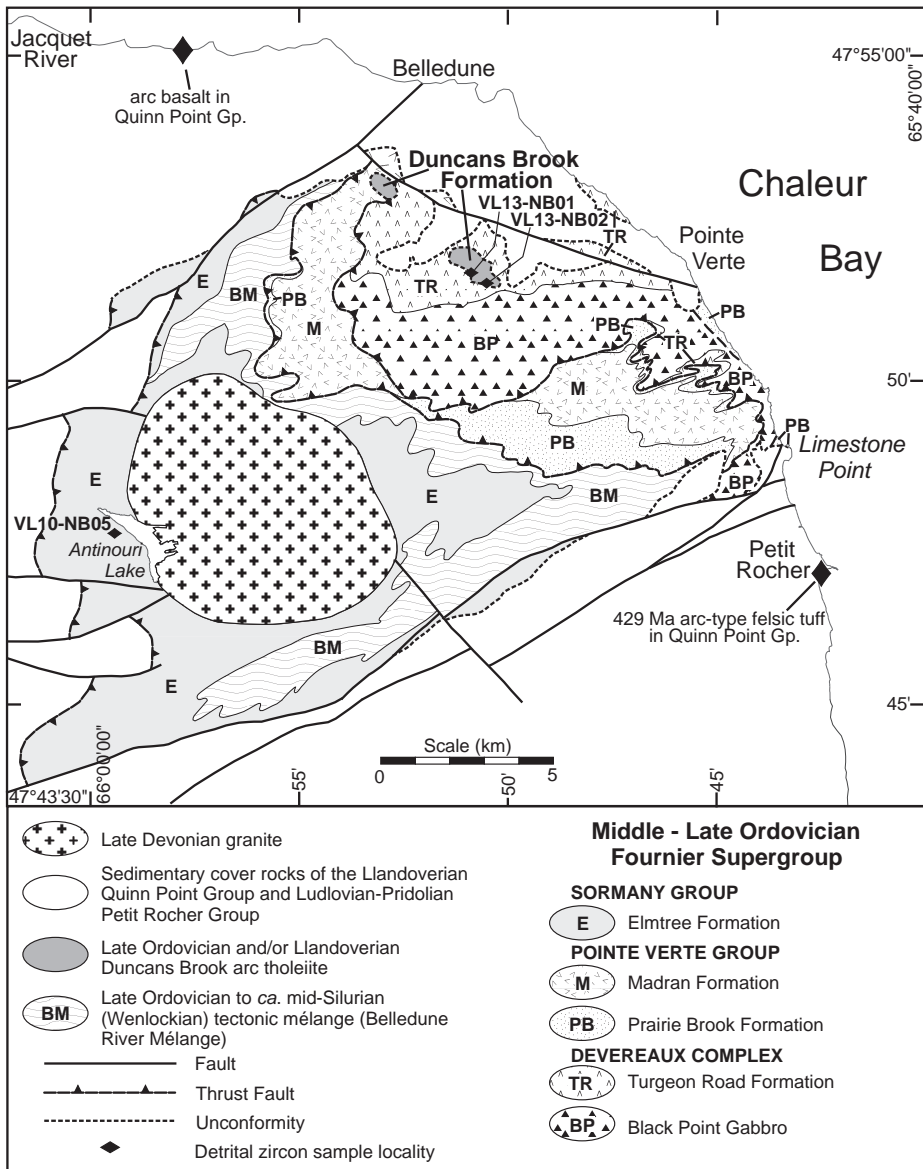 Jacquet
River
arc basalt in
Quinn Point Gp.
Belledune
47°55'00"
65°40'00"
Duncans Brook
Formation
VL13-NB01
VL13-NB02
TR
Chaleur
Bay
Pointe
Verte
E
BM
PB
M
TR
BP
PB
TR
PB
BP
50'
M
PB
PB
Limestone
Point
BP
E
E
BM
VL10-NB05
Antinouri
Lake
Petit
Rocher
429 Ma arc-type felsic tuff
in Quinn Point Gp.
BM
E
45'
Scale (km)
0
5
47°43'30"
66°00'00"
55'
50'
45'
Late Devonian granite
Sedimentary cover rocks of the Llandoverian
Quinn Point Group and Ludlovian-Pridolian
Petit Rocher Group
Late Ordovician and/or Llandoverian
Duncans Brook arc tholeiite
BM
Late Ordovician to ca. mid-Silurian
(Wenlockian) tectonic mélange (Belledune
River Mélange)
Fault
Thrust Fault
Unconformity
Detrital zircon sample locality
Middle - Late Ordovician
Fournier Supergroup
SORMANY GROUP
E
Elmtree Formation
POINTE VERTE GROUP
M
Madran Formation
PB
Prairie Brook Formation
DEVEREAUX COMPLEX
TR
Turgeon Road Formation
BP
Black Point Gabbro